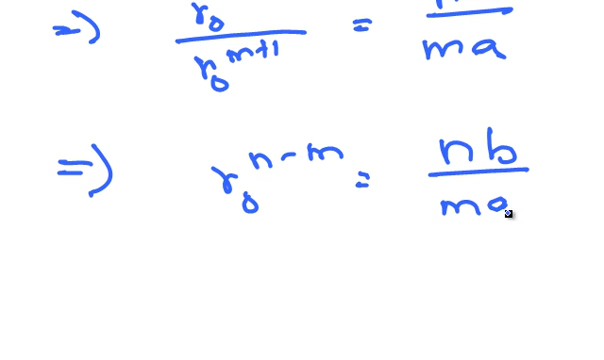 => r₀ / r₀^(m+1) = / ma
=> r₀^(n-m) = nb / ma